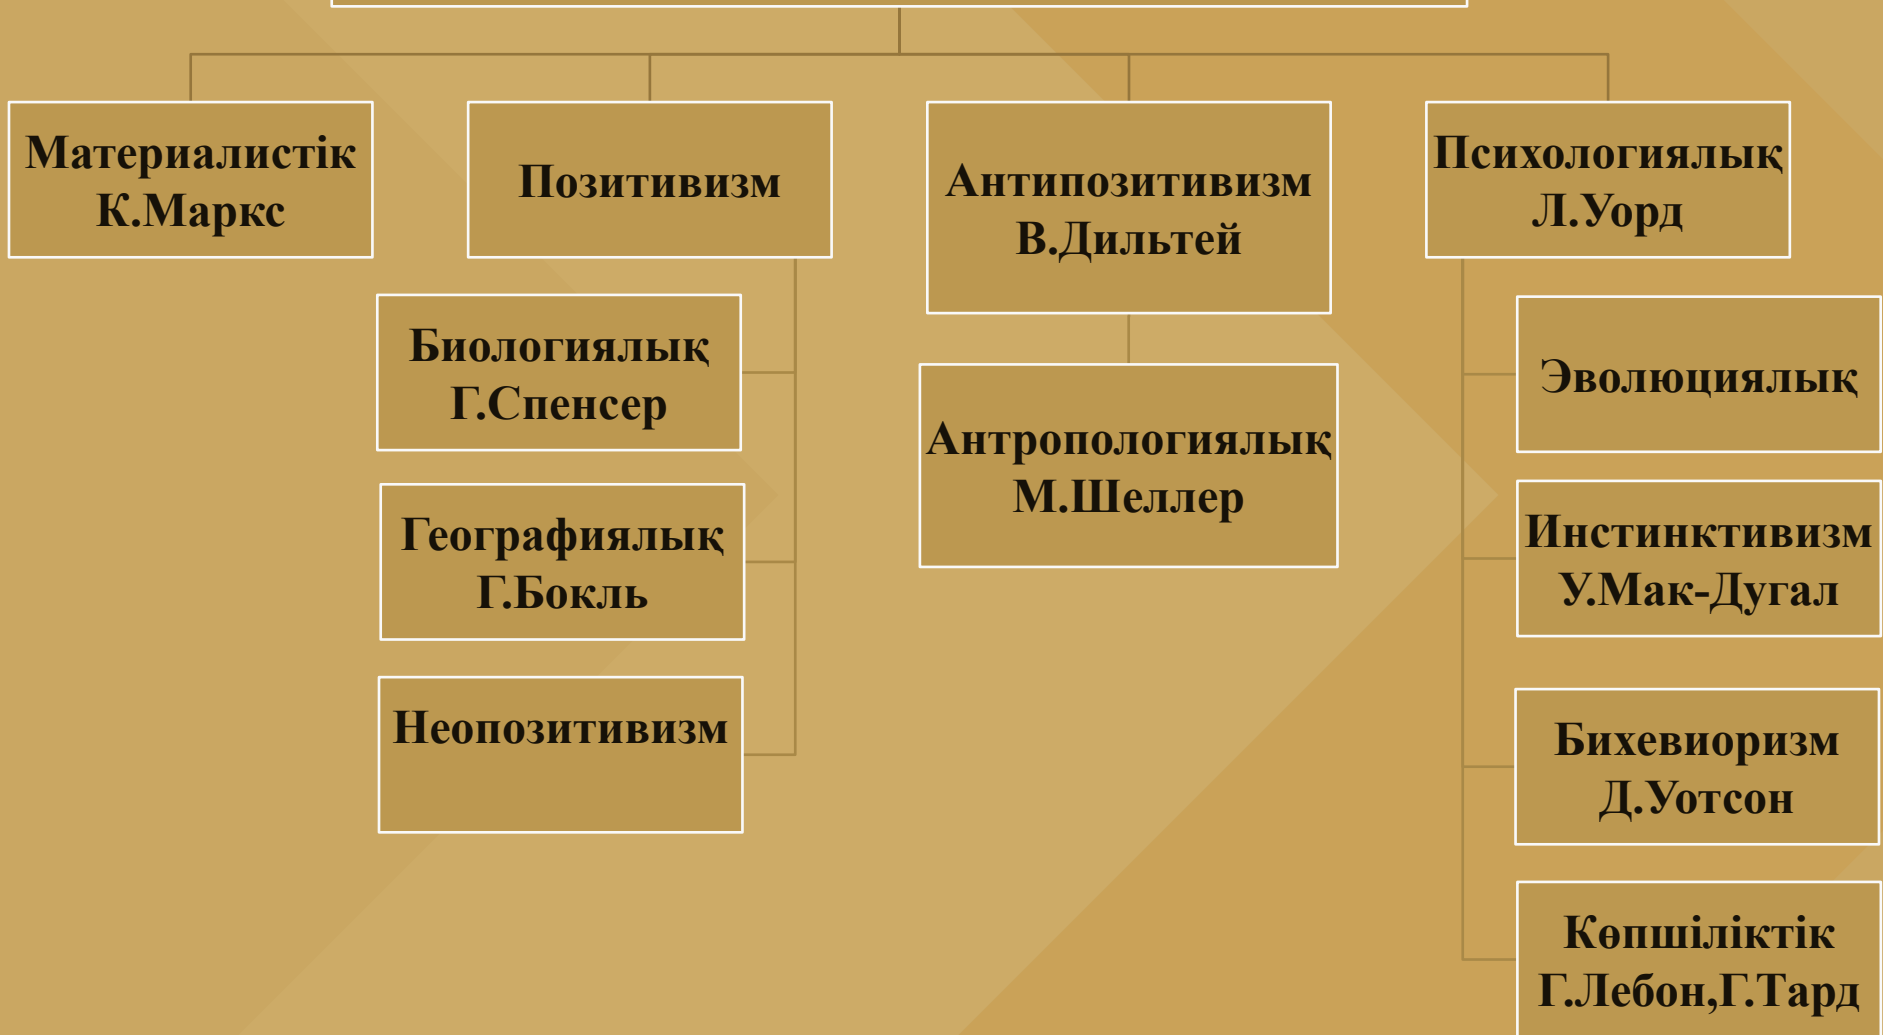 Материалистік
К.Маркс
Позитивизм
Биологиялық
Г.Спенсер
Географиялық
Г.Бокль
Неопозитивизм
Антипозитивизм
В.Дильтей
Антропологиялық
М.Шеллер
Психологиялық
Л.Уорд
Эволюциялық
Инстинктивизм
У.Мак-Дугал
Бихевиоризм
Д.Уотсон
Көпшіліктік
Г.Лебон,Г.Тард